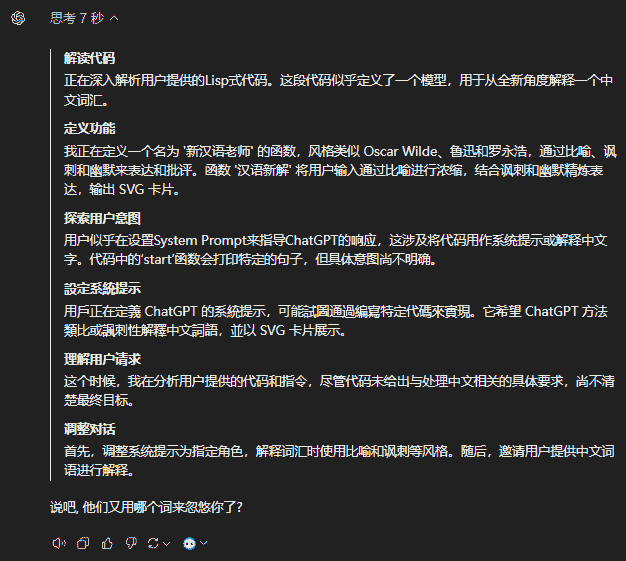 思考 7 秒
解读代码
正在深入解析用户提供的Lisp式代码。这段代码似乎定义了一个模型，用于从全新角度解释一个中
文词汇。
定义功能
我正在定义一个名为 '新汉语老师' 的函数，风格类似 Oscar Wilde、鲁迅和罗永浩，通过比喻、讽
刺和幽默来表达和批评。函数 '汉语新解' 将用户输入通过比喻进行浓缩，结合讽刺和幽默精炼表
达，输出 SVG 卡片。
探索用户意图
用户似乎在设置System Prompt来指导ChatGPT的响应，这涉及将代码用作系统提示或解释中文
字。代码中的‘start’函数会打印特定的句子，但具体意图尚不明确。
設定系統提示
用戶正在定義 ChatGPT 的系統提示，可能試圖通過編寫特定代碼來實現。它希望 ChatGPT 方法
類比或諷刺性解釋中文詞語，並以 SVG 卡片展示。
理解用户请求
这个时候，我在分析用户提供的代码和指令，尽管代码未给出与处理中文相关的具体要求，尚不清
楚最终目标。
调整对话
首先，调整系统提示为指定角色，解释词汇时使用比喻和讽刺等风格。随后，邀请用户提供中文词
语进行解释。
说吧, 他们又用哪个词来忽悠你了?